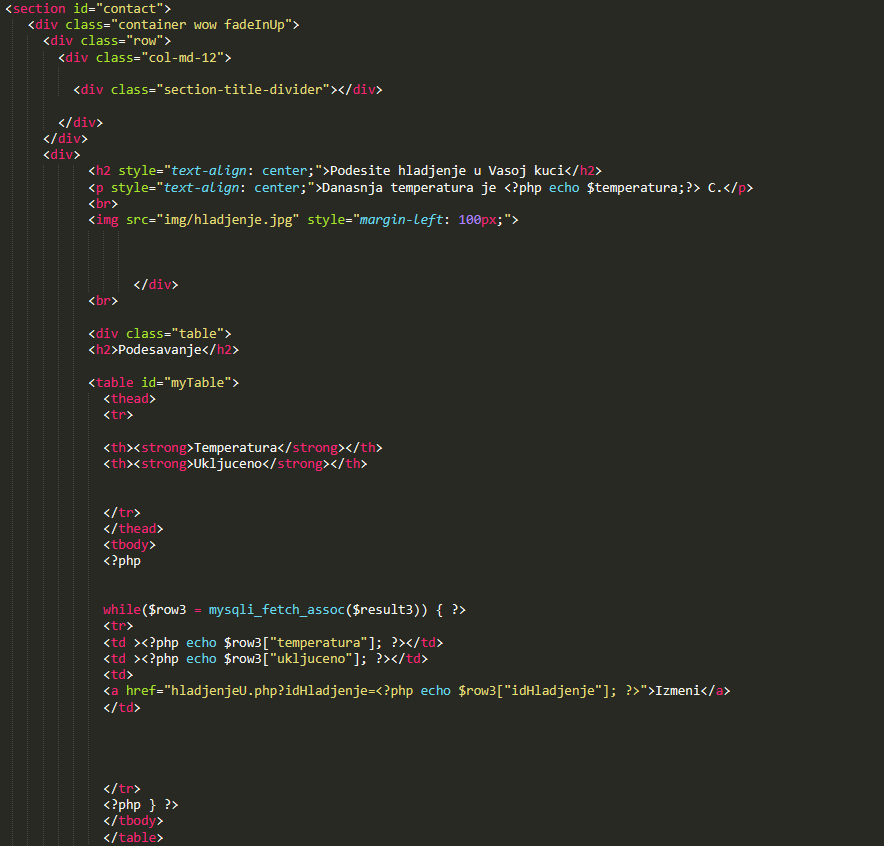 <section id="contact">
<div class="container wow fadeInUp">
<div class="row">
<div class="col-md-12">
<div class="section-title-divider"></div>
</div>
</div>
<div>
<h2 style="text-align: center;">Podesite hladjenje u Vasoj kuci</h2>
<p style="text-align: center;">Danasnja temperatura je <?php echo $temperatura;?> C.</p>
<br>
<img src="img/hladjenje.jpg" style="margin-left: 100px;">
</div>
<br>
<div class="table">
<h2>Podesavanje</h2>
<table id="myTable">
<thead>
<tr>
<th><strong>Temperatura</strong></th>
<th><strong>Ukljuceno</strong></th>
</tr>
</thead>
<tbody>
<?php
while($row3 = mysqli_fetch_assoc($result3)) { ?>
<tr>
<td ><?php echo $row3["temperatura"]; ?></td>
<td ><?php echo $row3["ukljuceno"]; ?></td>
<td>
<a href="hladjenjeU.php?idHladjenje=<?php echo $row3["idHladjenje"]; ?>">Izmeni</a>
</td>
</tr>
<?php } ?>
</tbody>
</table>